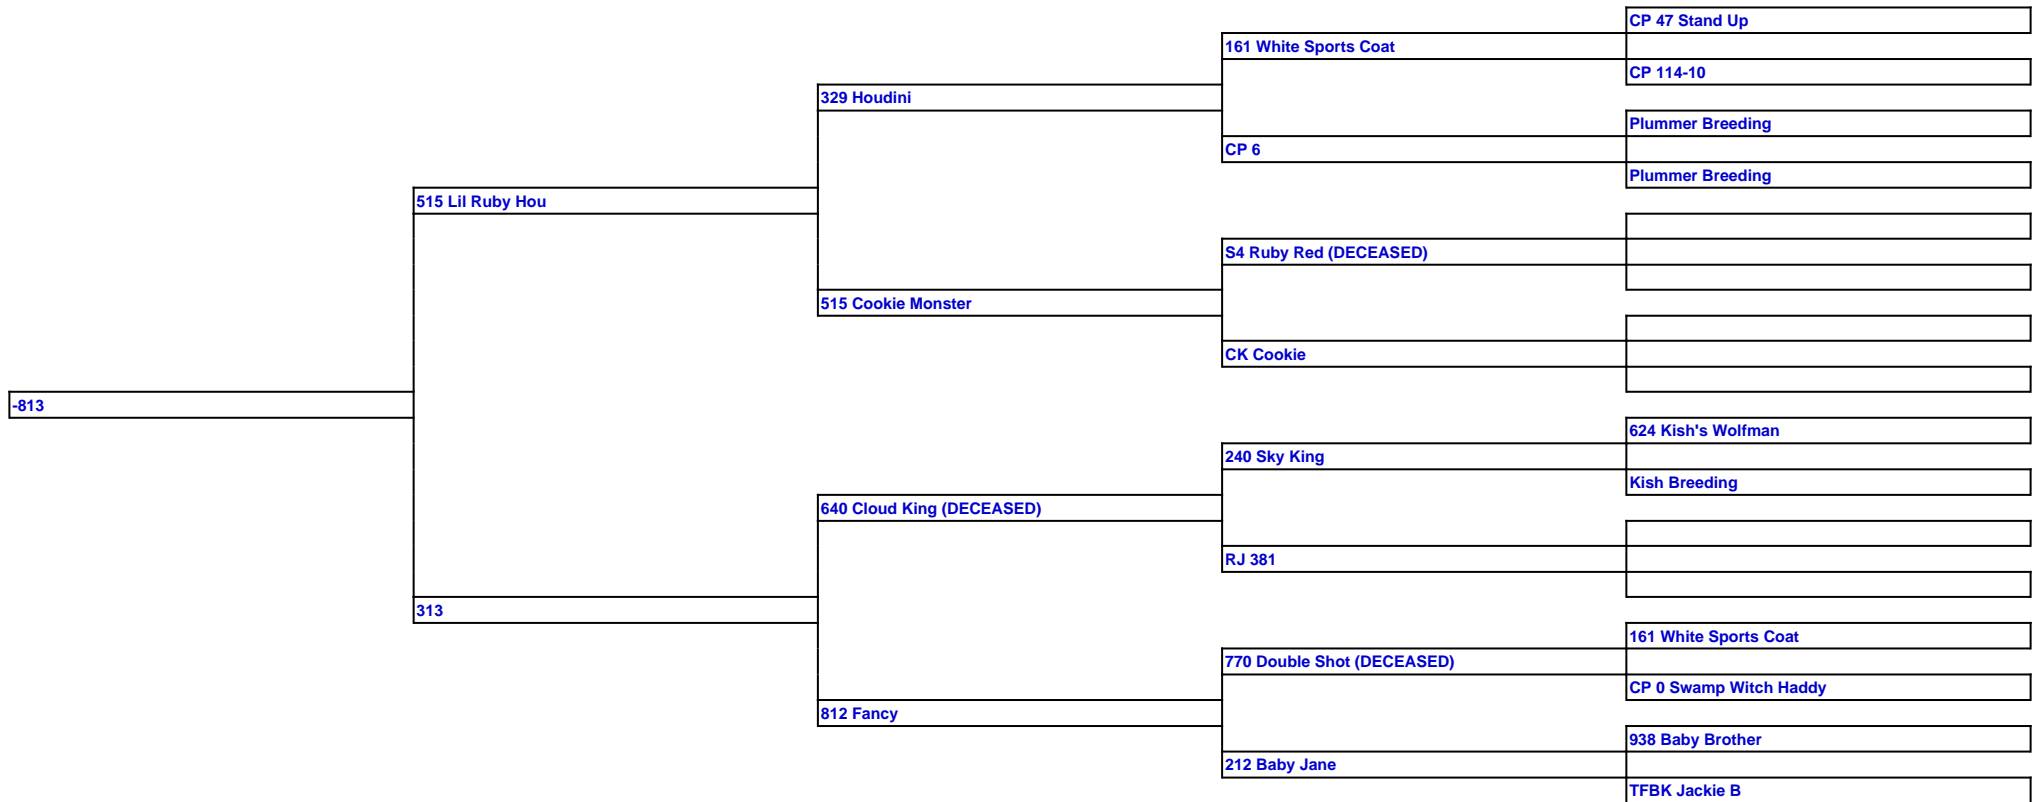 CP 47 Stand Up
161 White Sports Coat
CP 114-10
329 Houdini
Plummer Breeding
CP 6
Plummer Breeding
515 Lil Ruby Hou
S4 Ruby Red (DECEASED)
515 Cookie Monster
CK Cookie
-813
624 Kish's Wolfman
240 Sky King
Kish Breeding
640 Cloud King (DECEASED)
RJ 381
313
161 White Sports Coat
770 Double Shot (DECEASED)
CP 0 Swamp Witch Haddy
812 Fancy
938 Baby Brother
212 Baby Jane
TFBK Jackie B